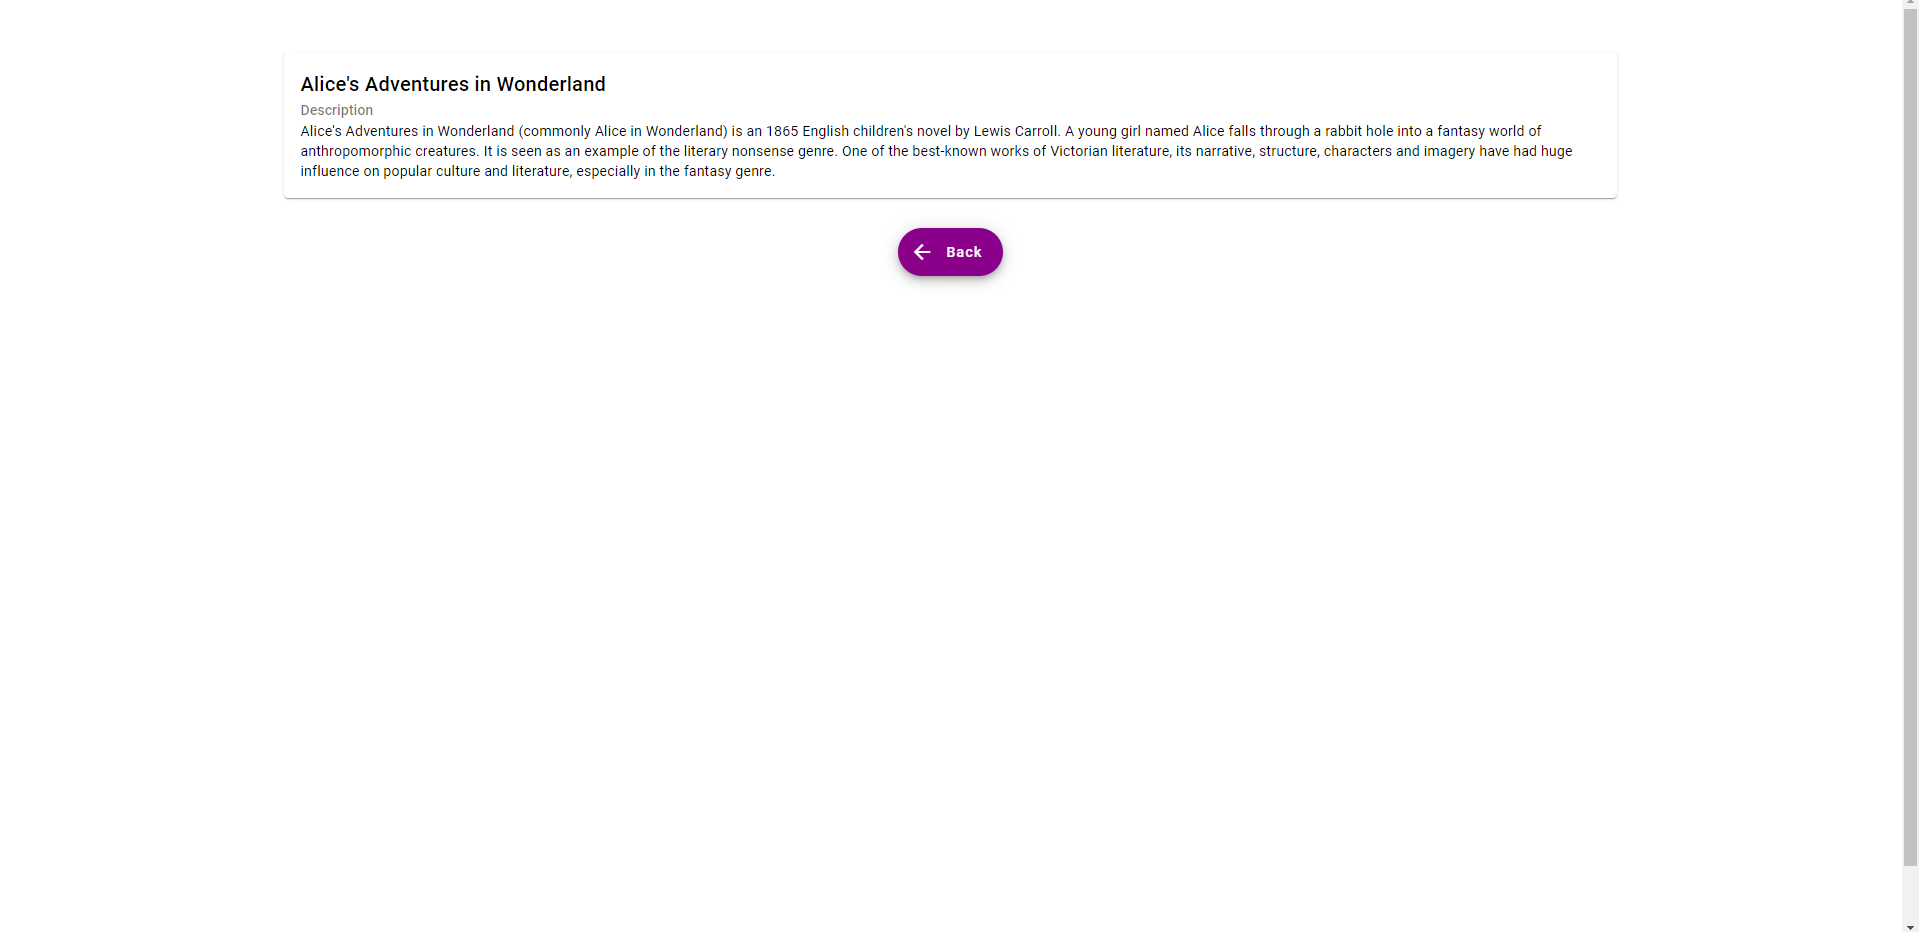 Alice's Adventures in Wonderland
Description
Alice's Adventures in Wonderland (commonly Alice in Wonderland) is an 1865 English children's novel by Lewis Carroll. A young girl named Alice falls through a rabbit hole into a fantasy world of
anthropomorphic creatures. It is seen as an example of the literary nonsense genre. One of the best-known works of Victorian literature, its narrative, structure, characters and imagery have had huge
influence on popular culture and literature, especially in the fantasy genre.
Back